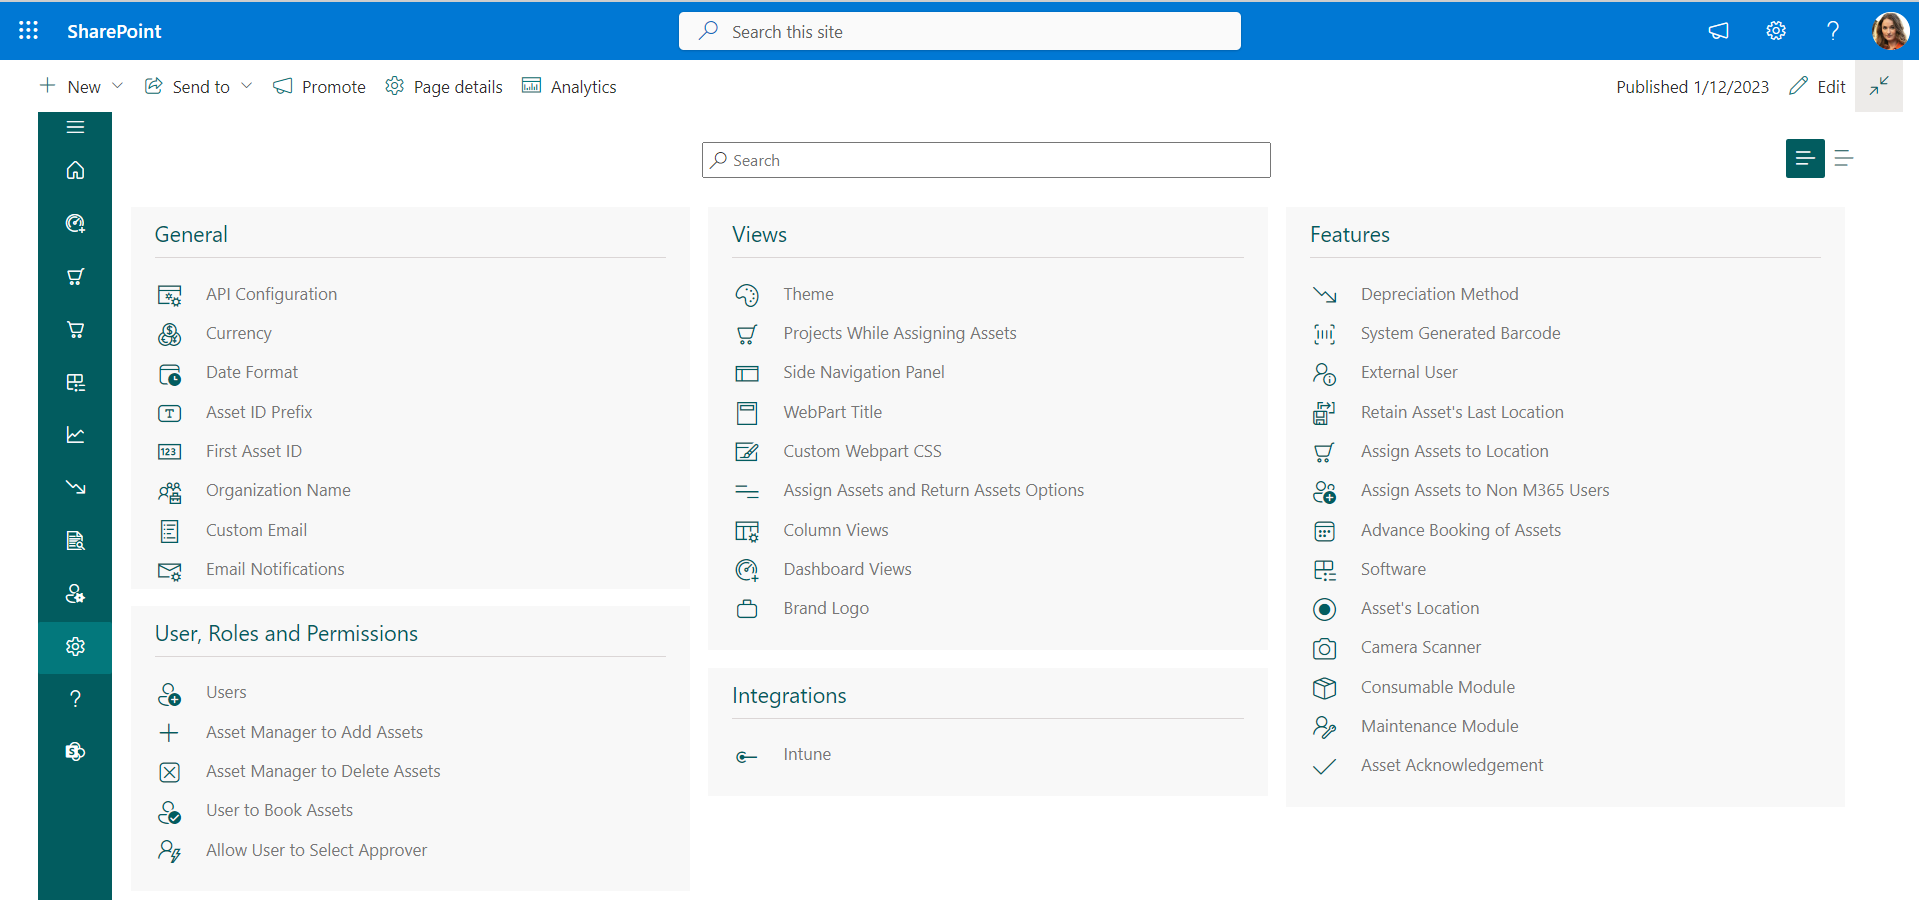 SharePoint
Search this site
New
Send to
Promote
Page details
Analytics
Published 1/12/2023
Edit
Search
General
API Configuration
Currency
Date Format
Asset ID Prefix
First Asset ID
Organization Name
Custom Email
Email Notifications
User, Roles and Permissions
Users
Asset Manager to Add Assets
Asset Manager to Delete Assets
User to Book Assets
Allow User to Select Approver
Views
Theme
Projects While Assigning Assets
Side Navigation Panel
WebPart Title
Custom Webpart CSS
Assign Assets and Return Assets Options
Column Views
Dashboard Views
Brand Logo
Integrations
Intune
Features
Depreciation Method
System Generated Barcode
External User
Retain Asset's Last Location
Assign Assets to Location
Assign Assets to Non M365 Users
Advance Booking of Assets
Software
Asset's Location
Camera Scanner
Consumable Module
Maintenance Module
Asset Acknowledgement